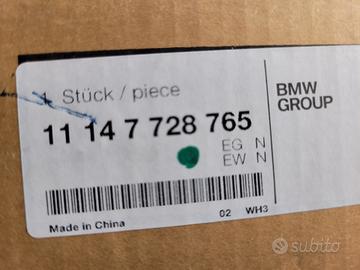 1 Stück / piece
BMW
GROUP
11 14 7 728 765
EG N
EW N
Made in China
02 WH3
subito